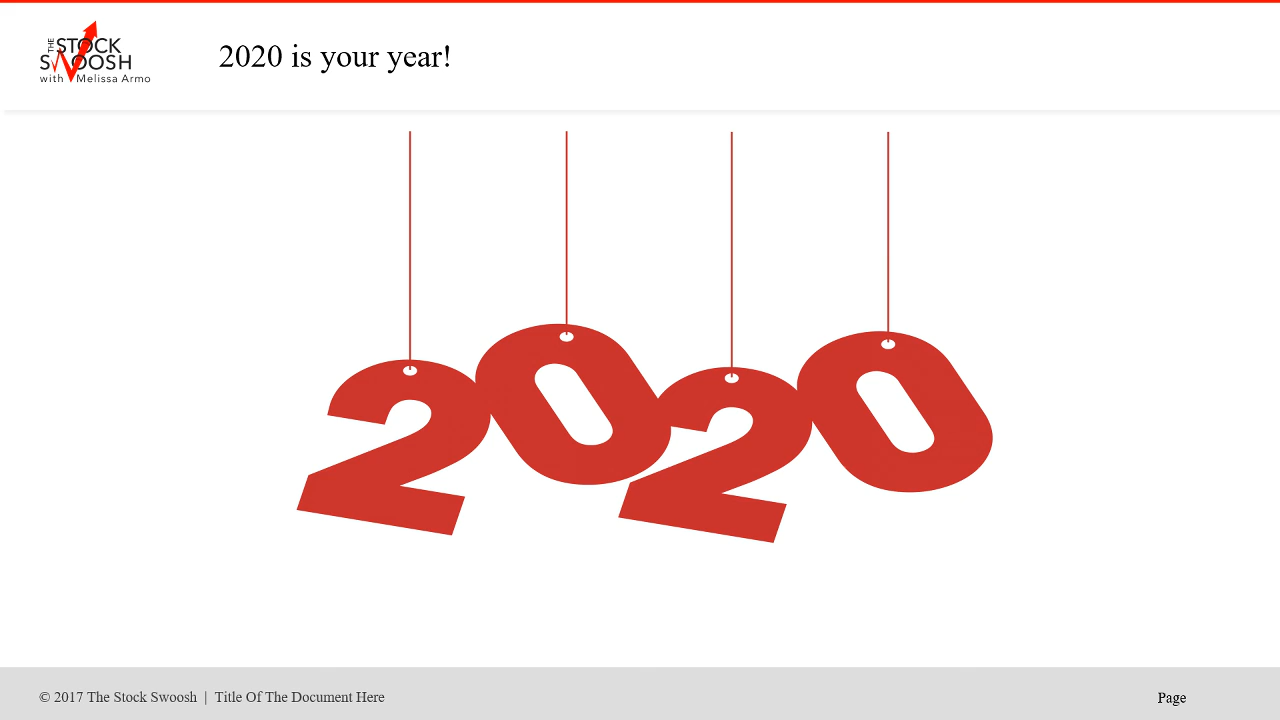 THE STOCK
SWOOSH
with Melissa Armo
2020 is your year!
2020
© 2017 The Stock Swoosh | Title Of The Document Here
Page